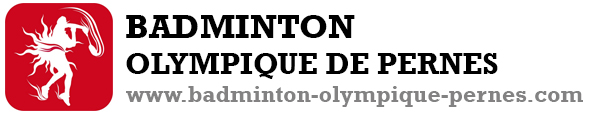 BADMINTON
OLYMPIQUE DE PERNES
www.badminton-olympique-pernes.com